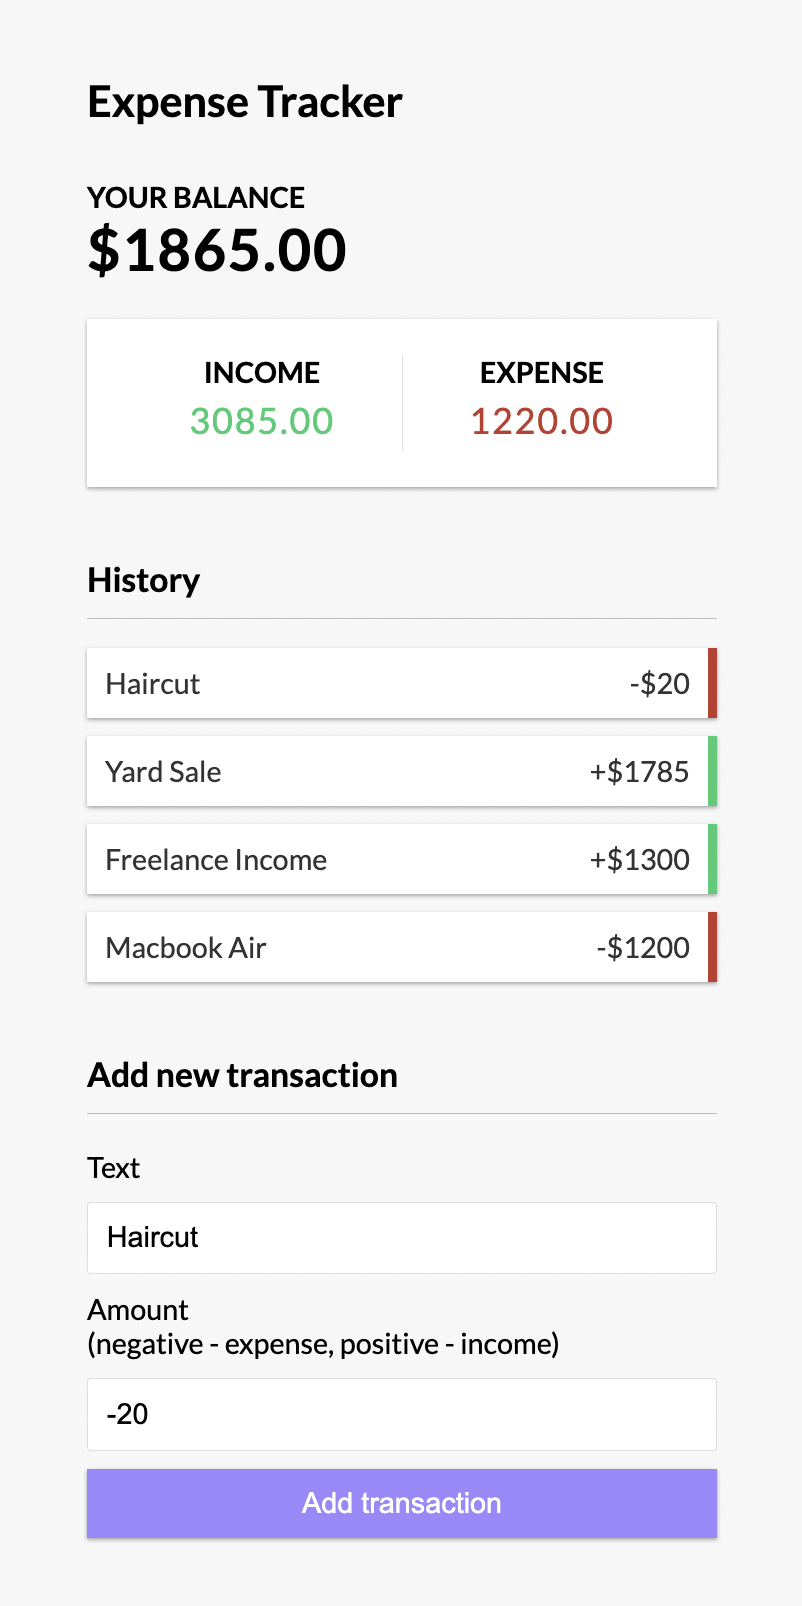 Expense Tracker
YOUR BALANCE
$1865.00
INCOME EXPENSE
3085.00 1220.00
History
Haircut -$20
Yard Sale +$1785
Freelance Income +$1300
Macbook Air -$1200
Add new transaction
Text
Haircut
Amount
(negative - expense, positive - income)
-20
Add transaction